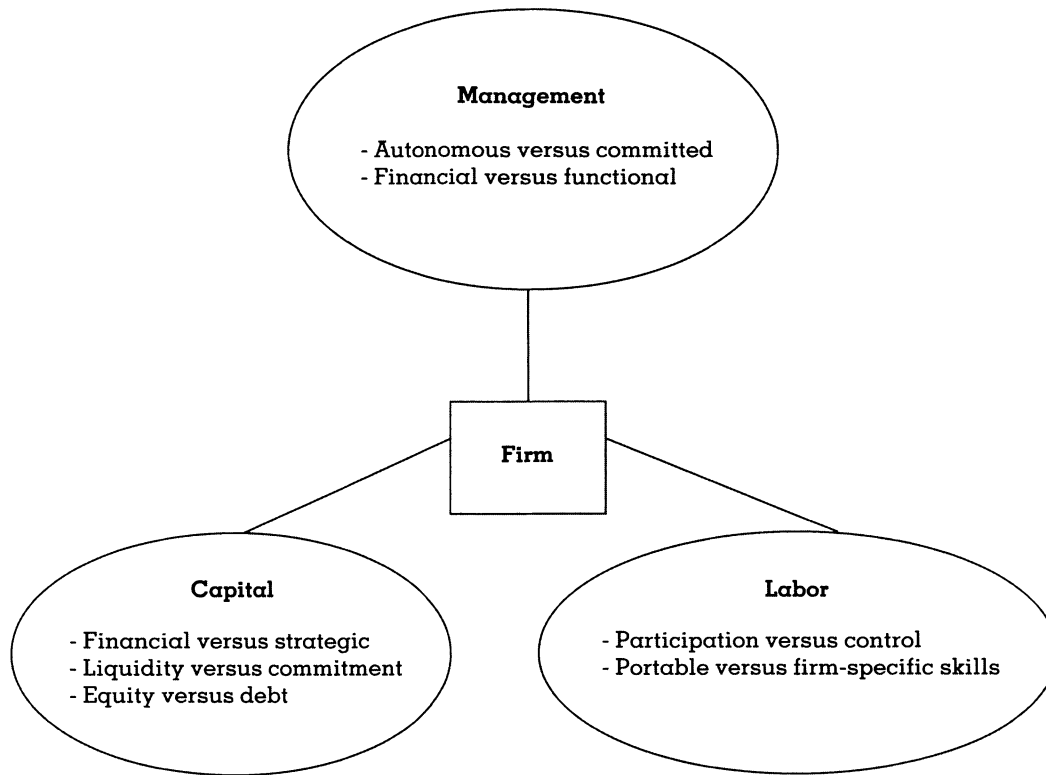 Management
- Autonomous versus committed
- Financial versus functional
Firm
Capital
- Financial versus strategic
- Liquidity versus commitment
- Equity versus debt
Labor
- Participation versus control
- Portable versus firm-specific skills